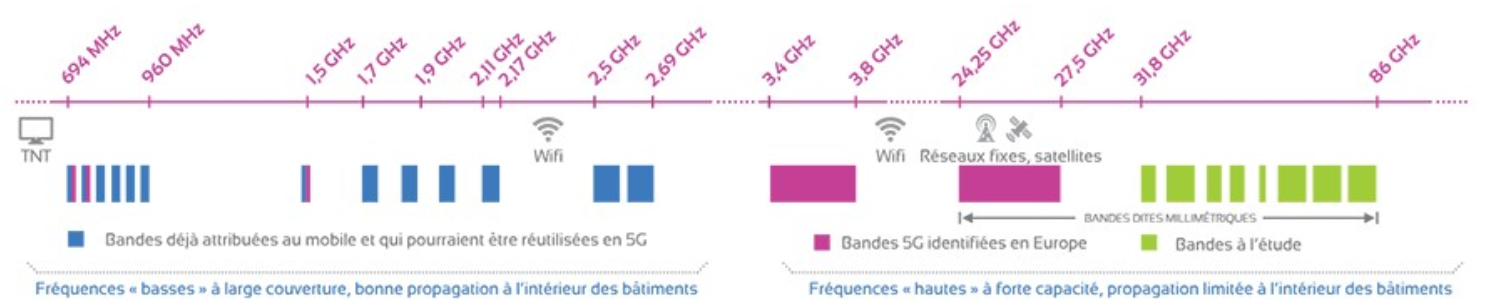 694 MHz
960 MHz
1,5 GHz
1,7 GHz
1,9 GHz
2,11 GHz
2,17 GHz
2,5 GHz
2,69 GHz
3,4 GHz
3,8 GHz
24,25 GHz
27,5 GHz
31,8 GHz
86 GHz
TNT
Wifi
Wifi
Réseaux fixes, satellites
BANDES DITES MILLIMÉTRIQUES
Bandes déjà attribuées au mobile et qui pourraient être réutilisées en 5G
Bandes 5G identifiées en Europe
Bandes à l'étude
Fréquences « basses » à large couverture, bonne propagation à l'intérieur des bâtiments
Fréquences « hautes » à forte capacité, propagation limitée à l'intérieur des bâtiments